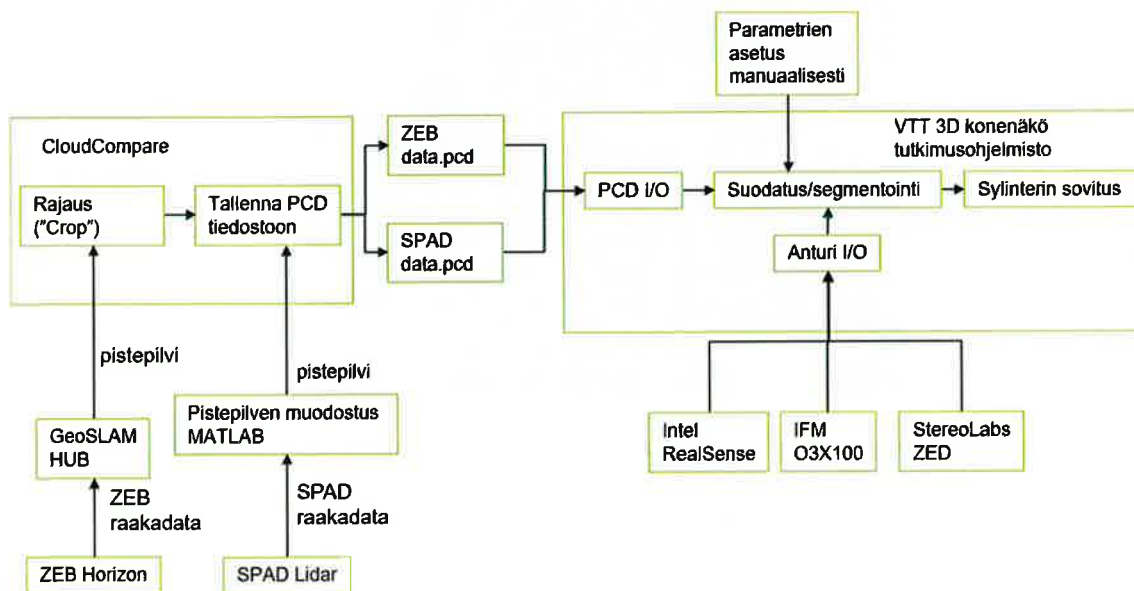 Parametrien
asetus
manuaalisesti
CloudCompare
ZEB
data.pcd
VTT 3D konenäkö
tutkimusohjelmisto
Rajaus
("Crop")
Tallenna PCD
tiedostoon
SPAD
data.pcd
PCD I/O
Suodatus/segmentointi
Sylinterin sovitus
Anturi I/O
pistepilvi
pistepilvi
GeoSLAM
HUB
Pistepilven muodostus
MATLAB
Intel
RealSense
IFM
O3X100
StereoLabs
ZED
ZEB
raakadata
SPAD
raakadata
ZEB Horizon
SPAD Lidar